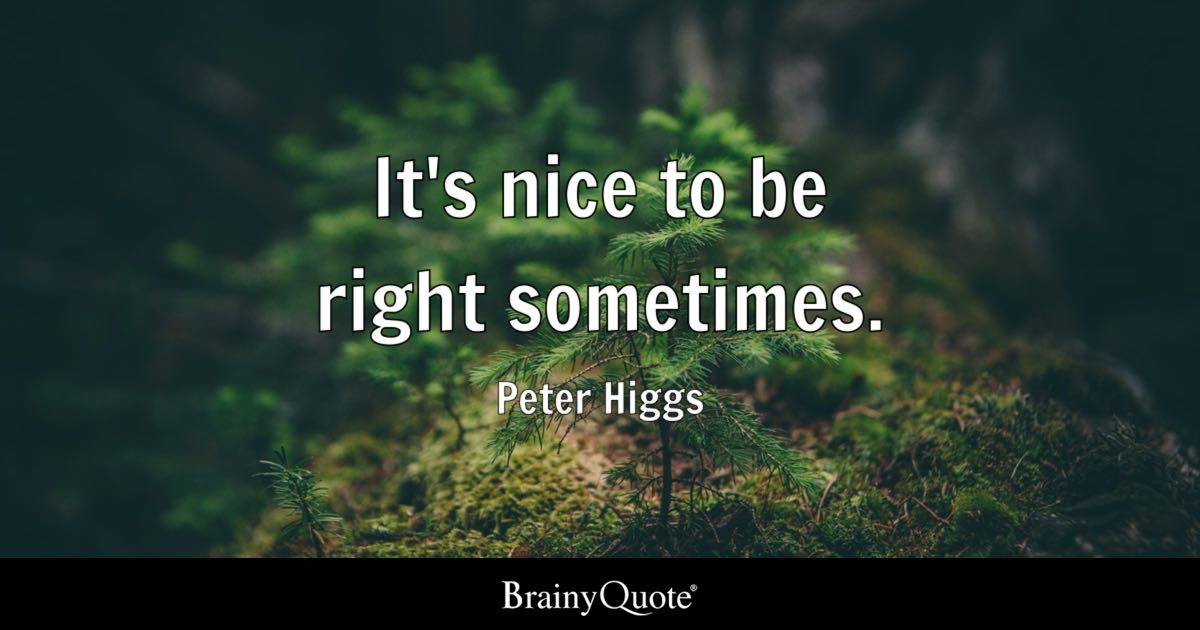 It's nice to be
right sometimes.
Peter Higgs
BrainyQuote®